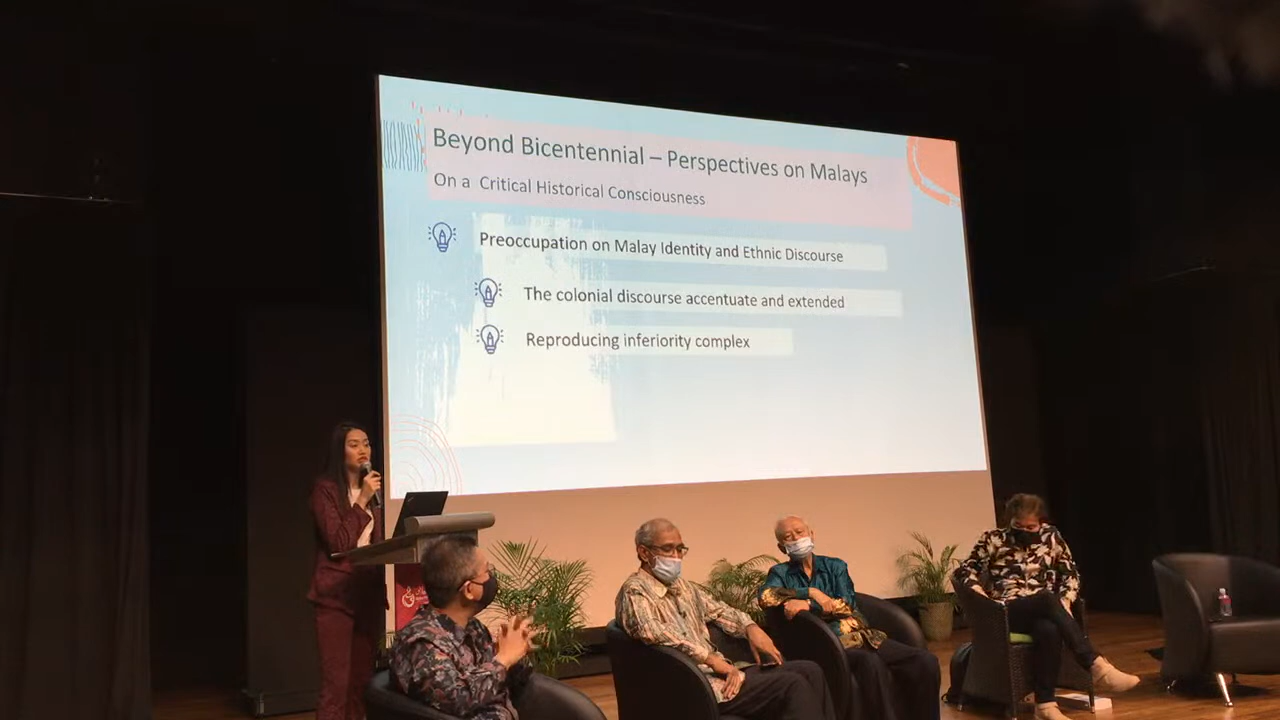 Beyond Bicentennial – Perspectives on Malays
On a Critical Historical Consciousness
Preoccupation on Malay Identity and Ethnic Discourse
The colonial discourse accentuate and extended
Reproducing inferiority complex